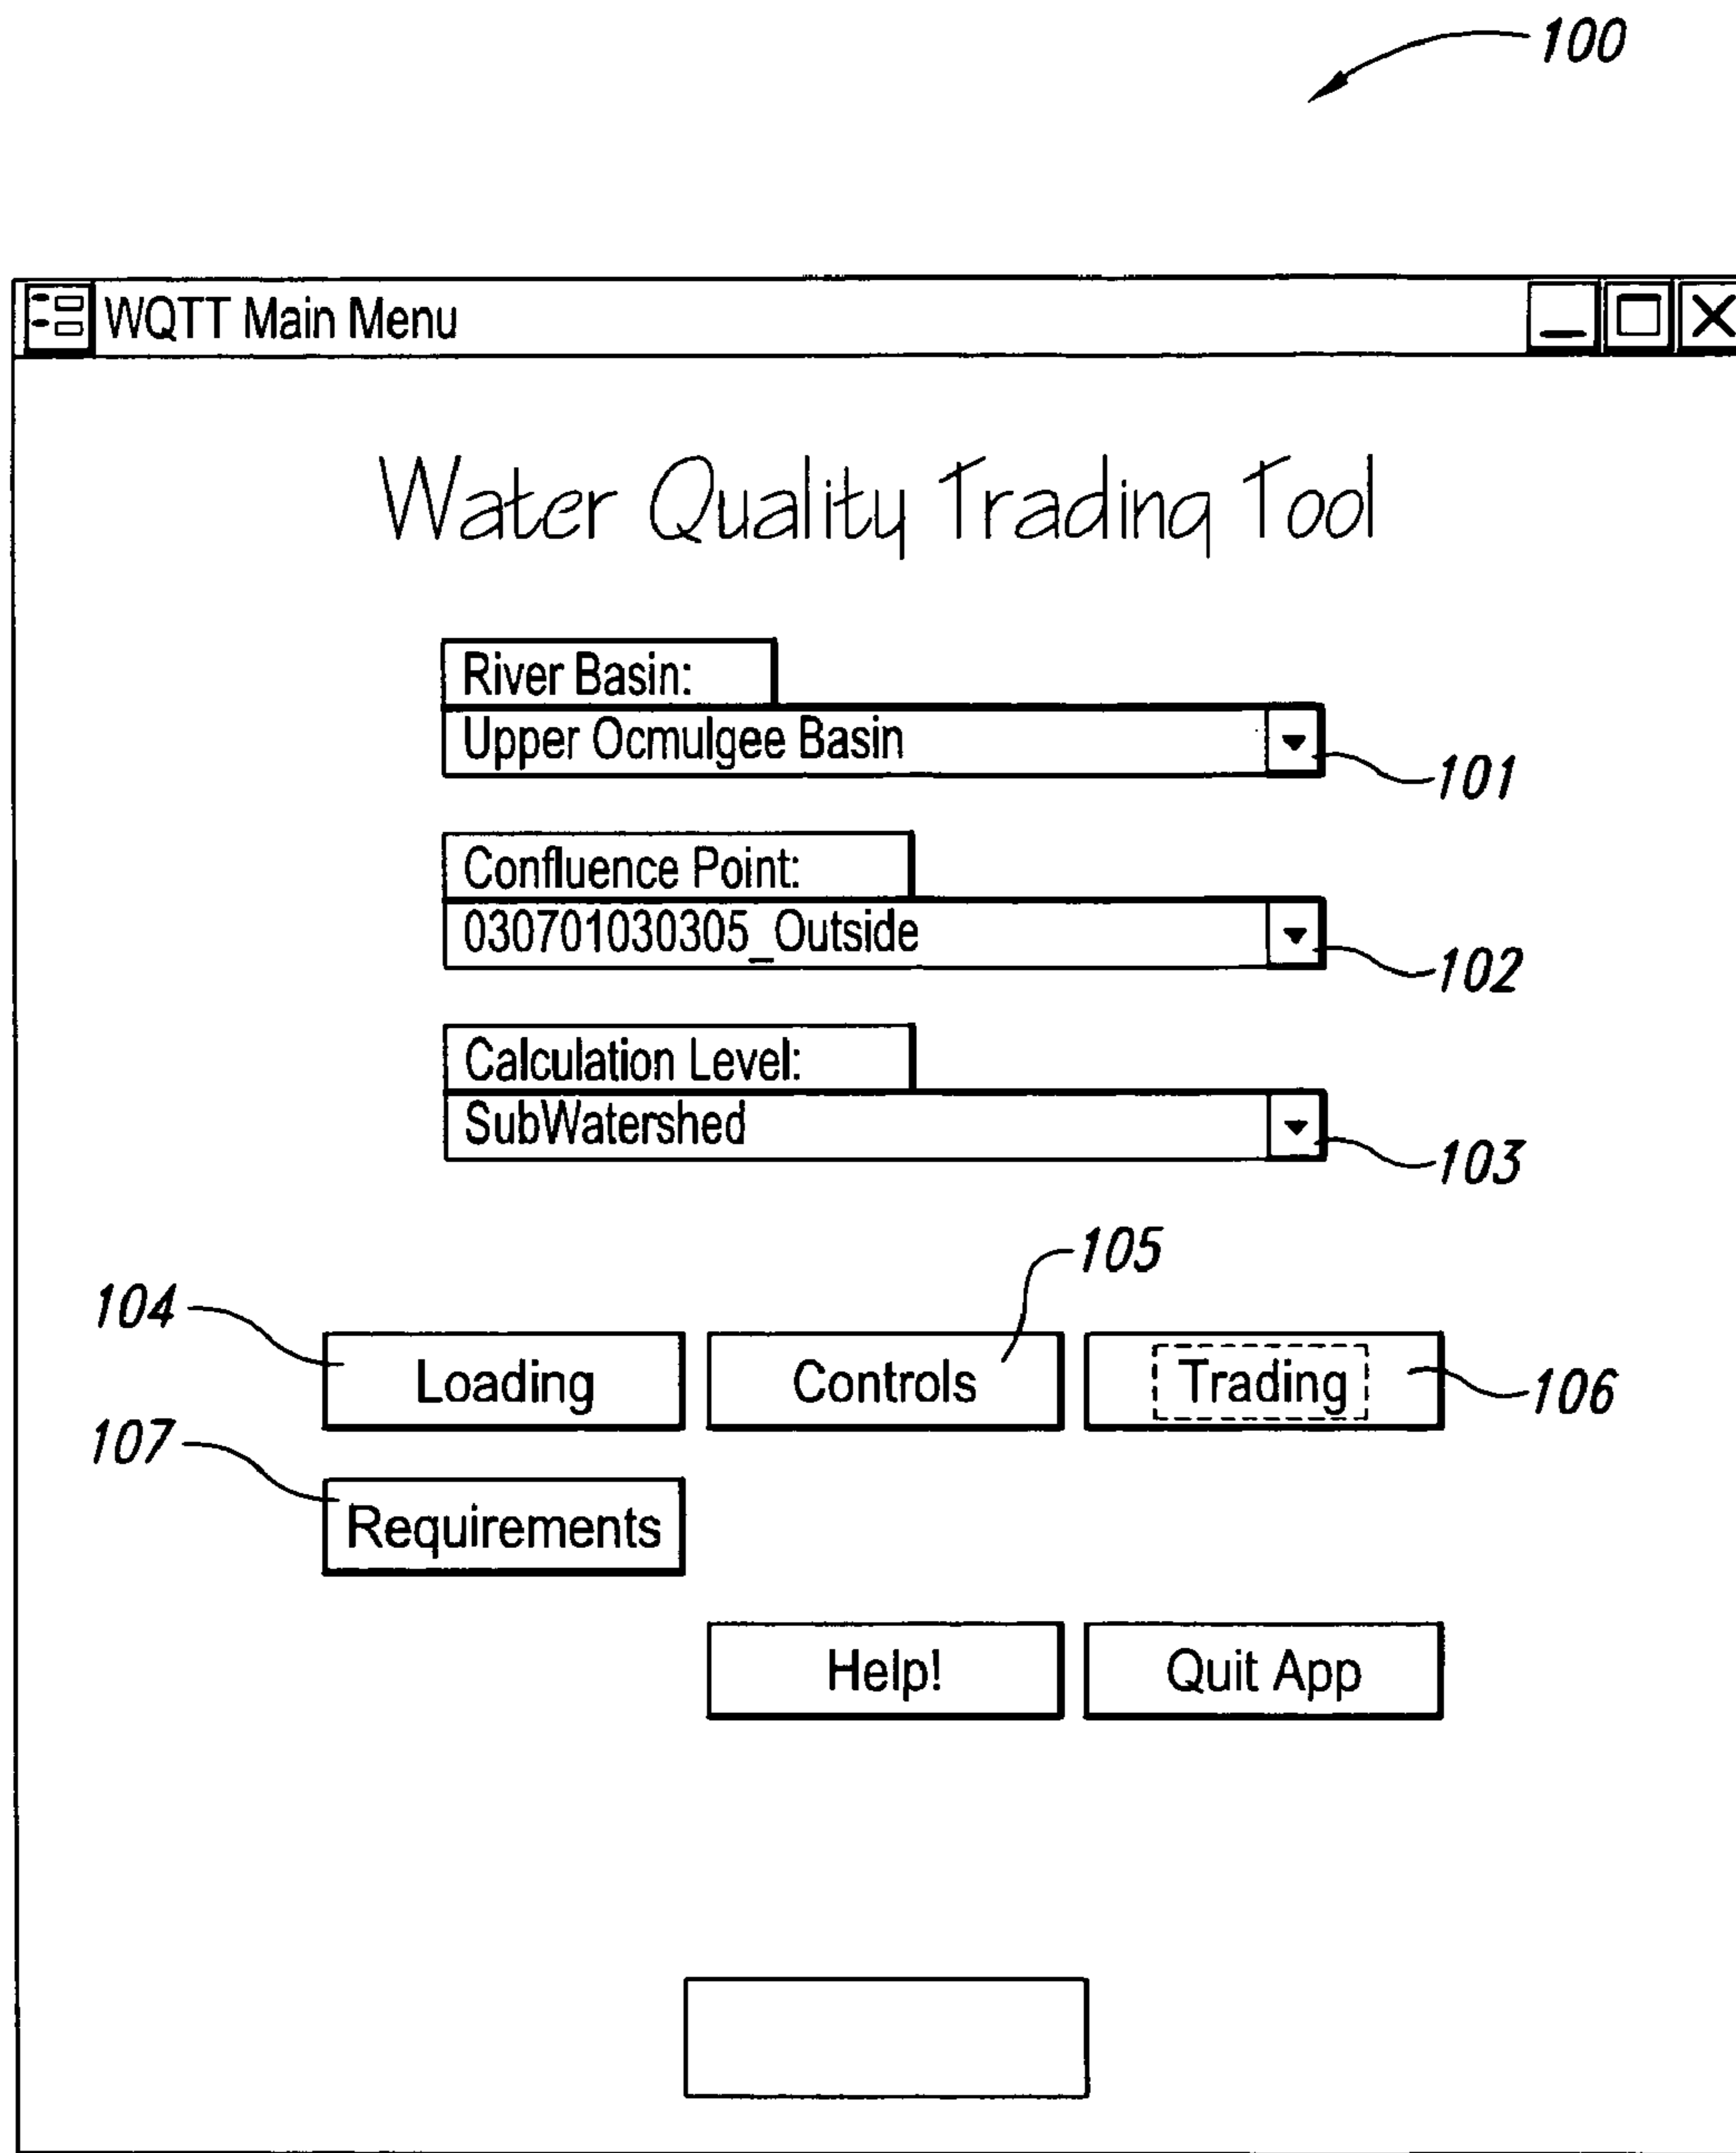 100
WQTT Main Menu
Water Quality Trading Tool
River Basin:
Upper Ocmulgee Basin
101
Confluence Point:
030701030305_Outside
102
Calculation Level:
SubWatershed
103
105
104
Loading
Controls
Trading
106
107
Requirements
Help!
Quit App